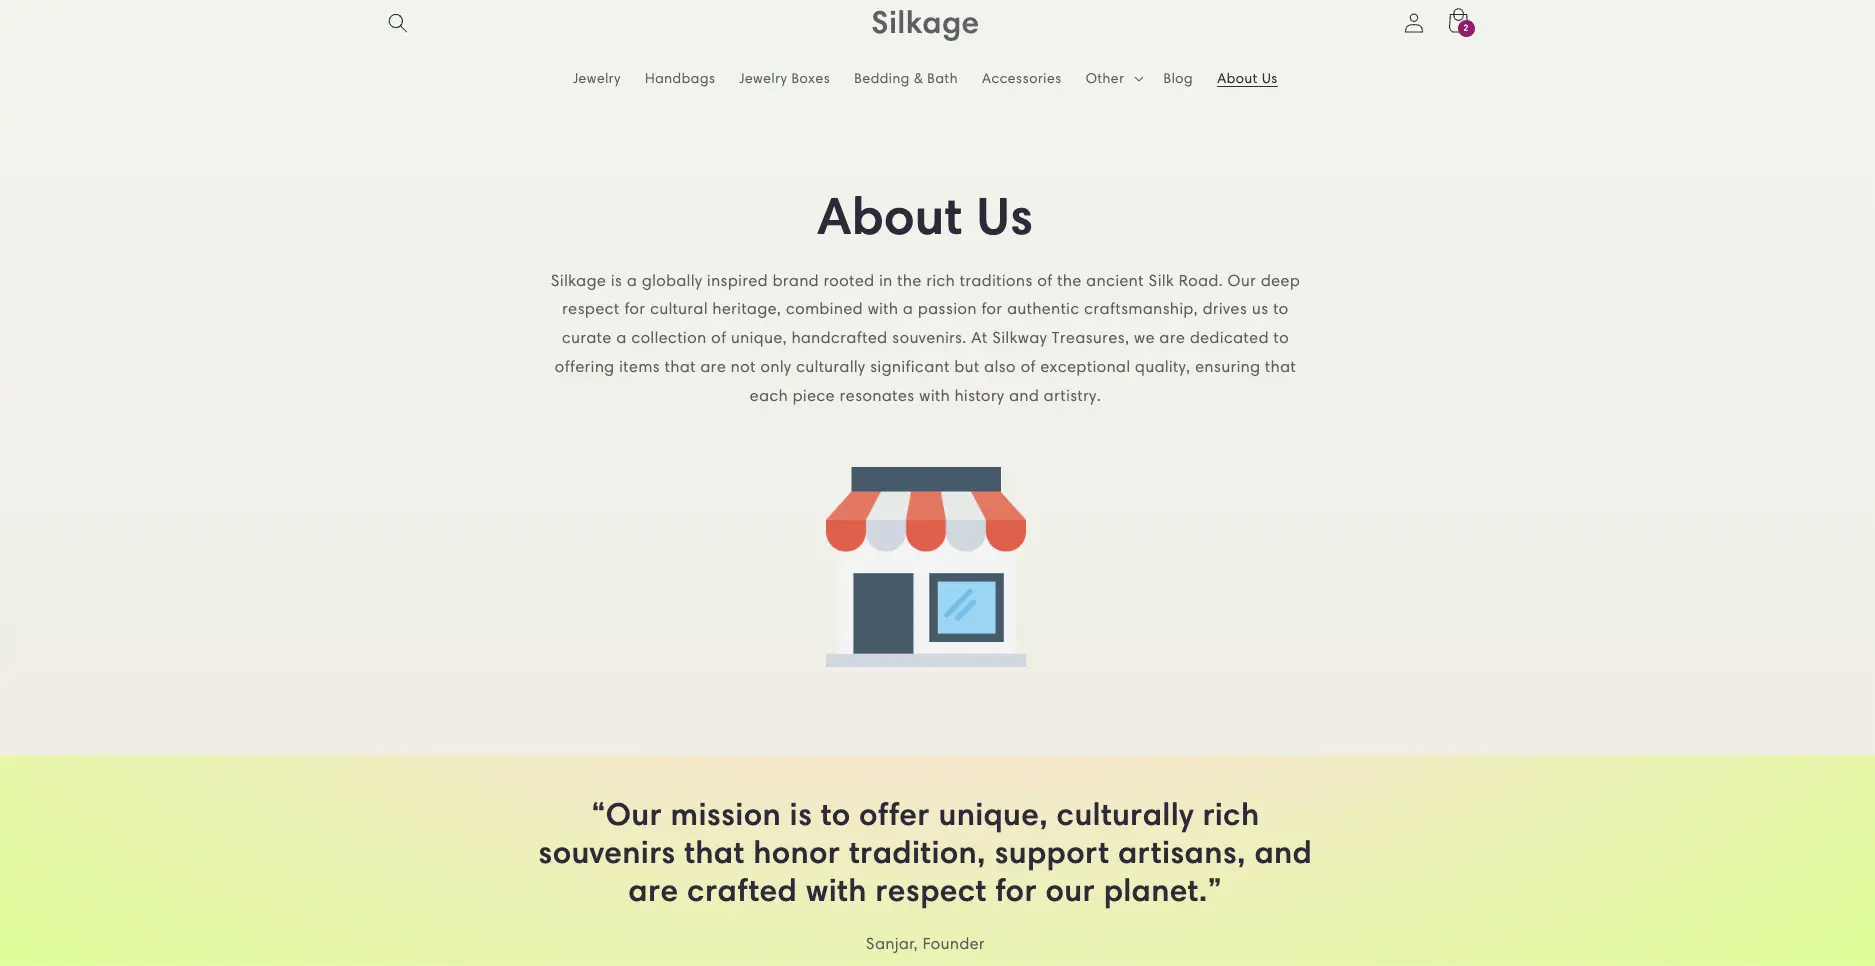 Silkage
2
Jewelry Handbags Jewelry Boxes Bedding & Bath Accessories Other Blog About Us
About Us
Silkage is a globally inspired brand rooted in the rich traditions of the ancient Silk Road. Our deep
respect for cultural heritage, combined with a passion for authentic craftsmanship, drives us to
curate a collection of unique, handcrafted souvenirs. At Silkway Treasures, we are dedicated to
offering items that are not only culturally significant but also of exceptional quality, ensuring that
each piece resonates with history and artistry.
“Our mission is to offer unique, culturally rich
souvenirs that honor tradition, support artisans, and
are crafted with respect for our planet.”
Sanjar, Founder